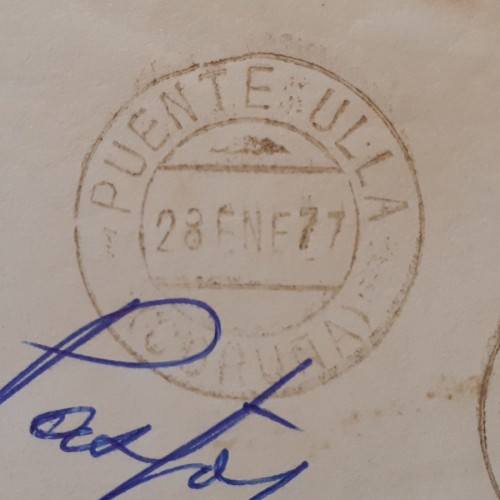 PUENTE ULLA
28 ENE 77
(CORUÑA)